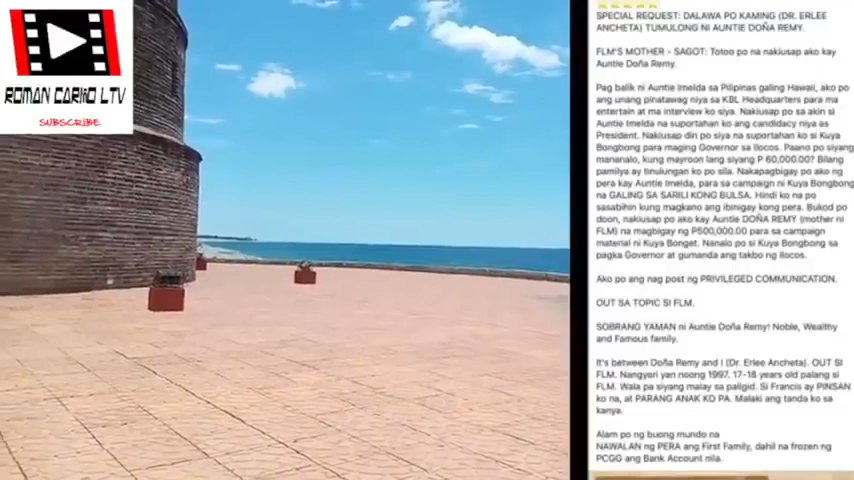 ROMAN CARIÑO LTV
SUBSCRIBE
SPECIAL REQUEST: DALAWA PO KAMING (DR. ERLEE
ANCHETA) TUMULONG NI AUNTIE DOÑA REMY.
FLM'S MOTHER - SAGOT: Totoo po na nakiusap ako kay
Auntie Doña Remy.
Pag balik ni Auntie Imelda sa Pilipinas galing Hawaii, ako po
ang unang pinatawag niya sa KBL Headquarters para ma
entertain at ma interview ko siya. Nakiusap po sa akin si
Auntie Imelda na suportahan ko ang candidacy niya as
President. Nakiusap din po siya na suportahan ko si Kuya
Bongbong para maging Governor sa Ilocos. Paano po siya
mananalo, kung mayroon lang siyang P 60,000.00? Bilang
pamilya ay tinulungan ko po sila. Nakapagbigay po ako ng
pera kay Auntie Imelda, para sa campaign ni Kuya Bongbong
na GALING SA SARILI KONG BULSA. Hindi ko na po
sasabihin kung magkano ang ibinigay kong pera. Bukod po
doon, nakiusap po ako kay Auntie DOÑA REMY (mother ni
FLM) na magbigay ng P500,000.00 para sa campaign
material ni Kuya Bonget. Nanalo po si Kuya Bongbong sa
pagka Governor at gumanda ang takbo ng Ilocos.
Ako po ang nag post ng PRIVILEGED COMMUNICATION.
OUT SA TOPIC SI FLM.
SOBRANG YAMAN ni Auntie Doña Remy! Noble, Wealthy
and Famous family.
It's between Doña Remy and I (Dr. Erlee Ancheta). OUT SI
FLM. Nangyari yan noong 1997. 17-18 years old palang si
FLM. Wala pa siyang malay sa paligid. Si Francis ay PINSAN
ko na, at PARANG ANAK KO PA. Malaki ang tanda ko sa
kanya.
Alam po ng buong mundo na
NAWALAN ng PERA ang First Family, dahil na frozen ng
PCGG ang Bank Account nila.